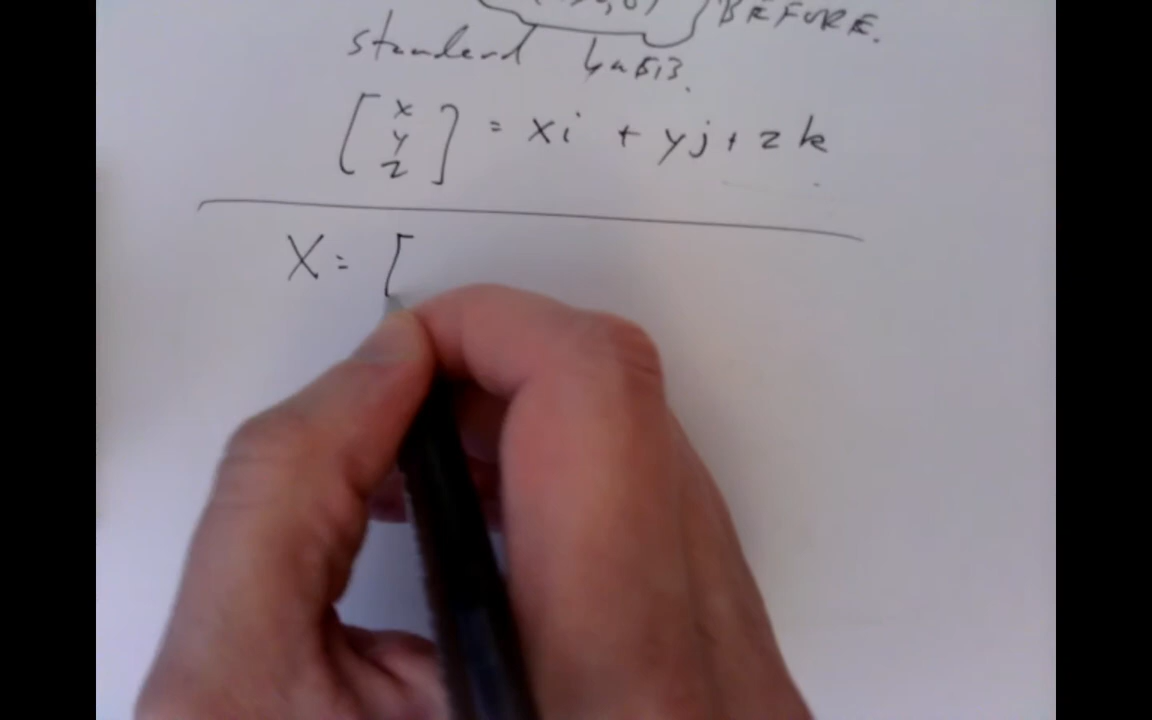 BEFORE.
standard basis.
[x y z] = xi + yj + zk
X = [